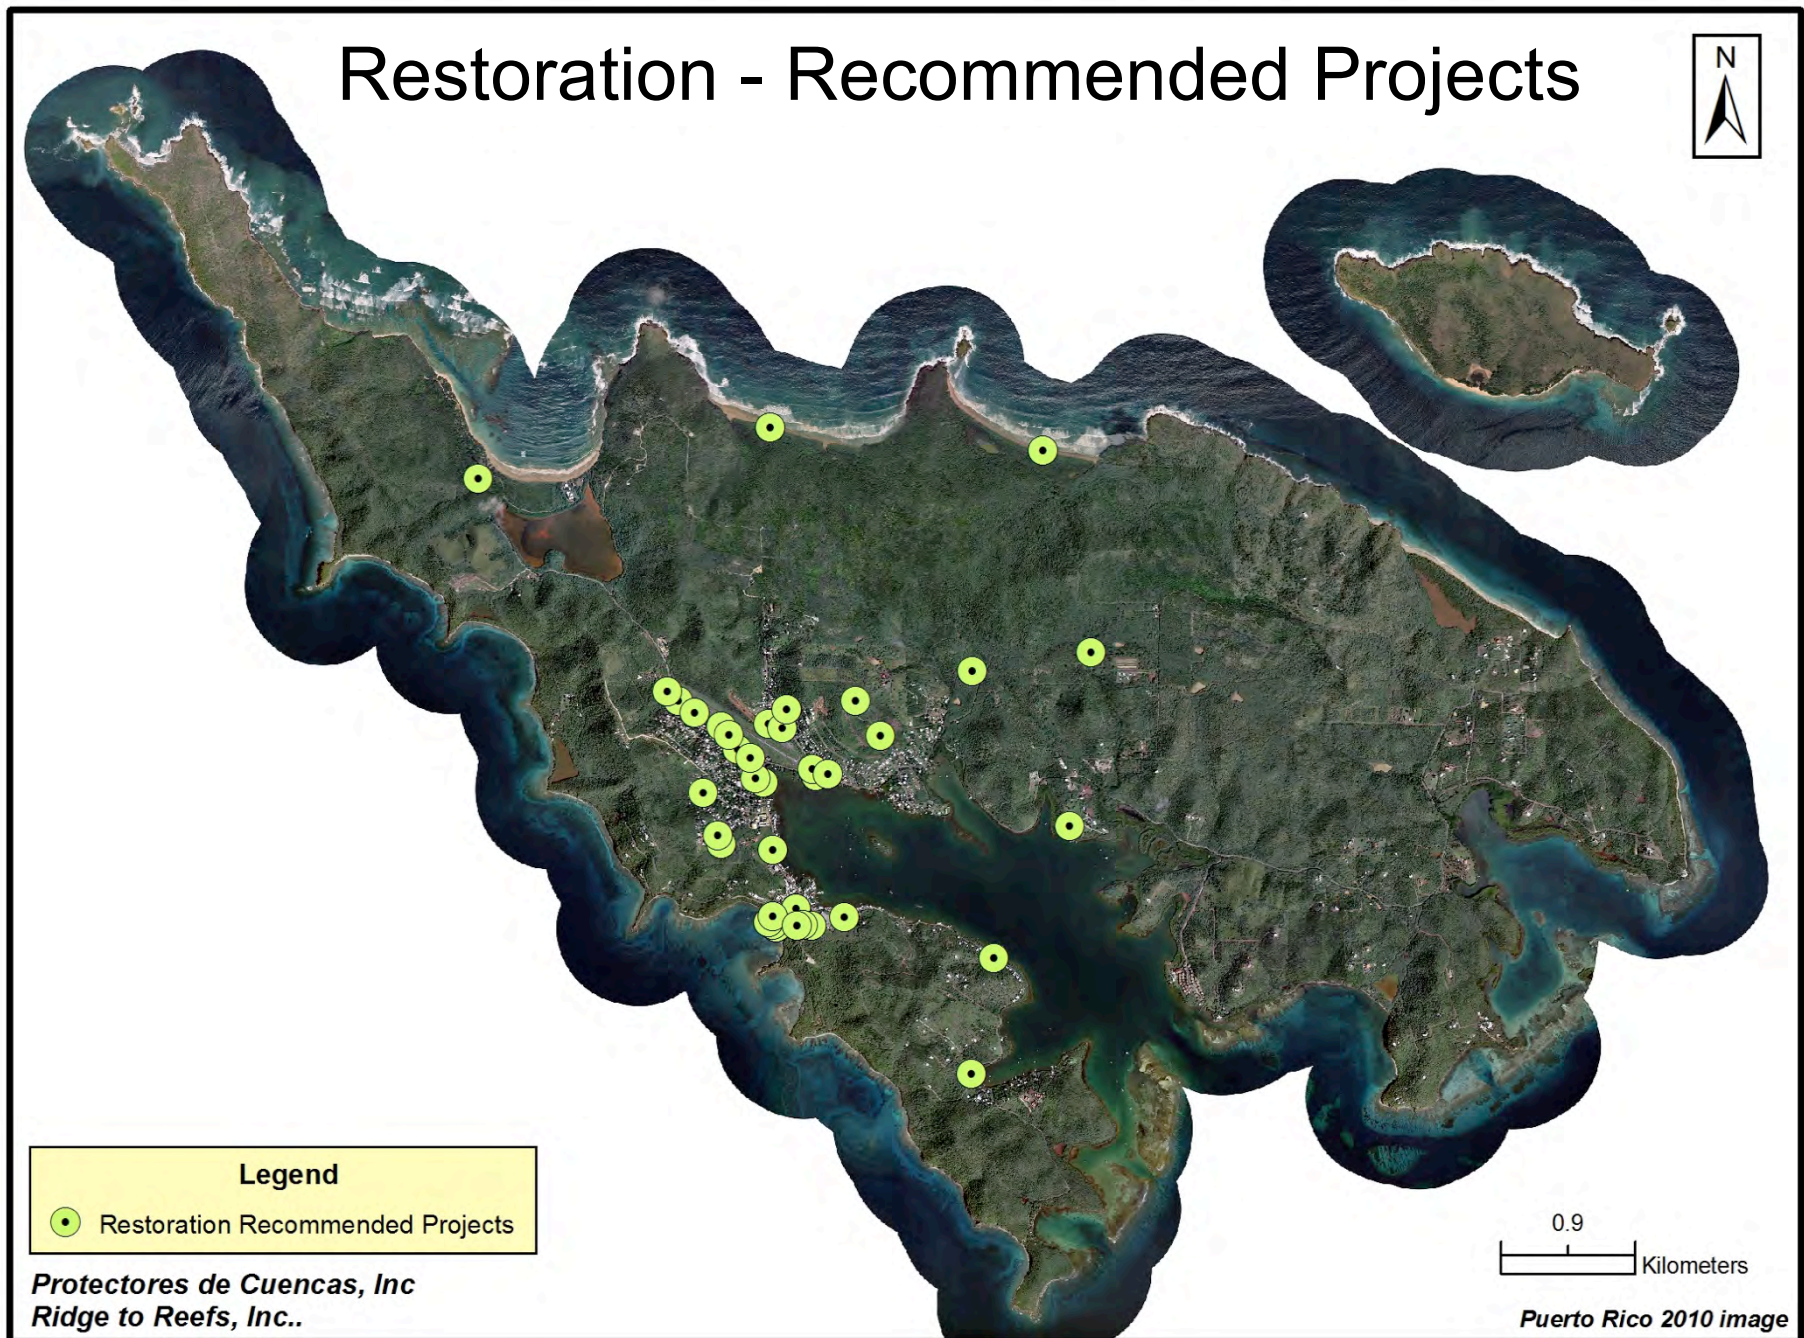 Restoration - Recommended Projects
N
Legend
Restoration Recommended Projects
0.9
Kilometers
Protectores de Cuencas, Inc
Ridge to Reefs, Inc..
Puerto Rico 2010 image